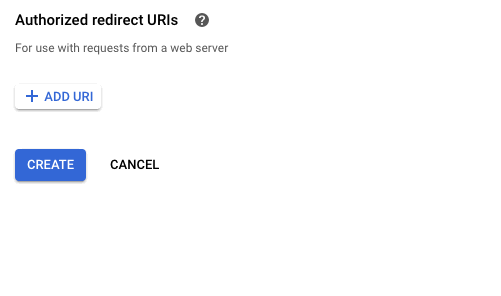 Authorized redirect URIs ?
For use with requests from a web server
+ ADD URI
CREATE CANCEL